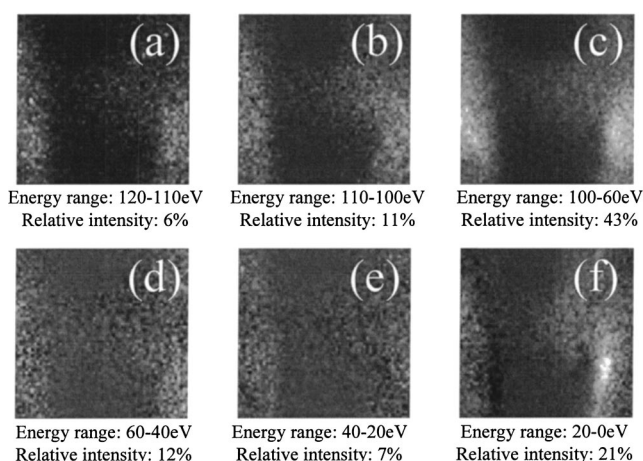 (a) (b) (c)
Energy range: 120-110eV Energy range: 110-100eV Energy range: 100-60eV
Relative intensity: 6% Relative intensity: 11% Relative intensity: 43%
(d) (e) (f)
Energy range: 60-40eV Energy range: 40-20eV Energy range: 20-0eV
Relative intensity: 12% Relative intensity: 7% Relative intensity: 21%